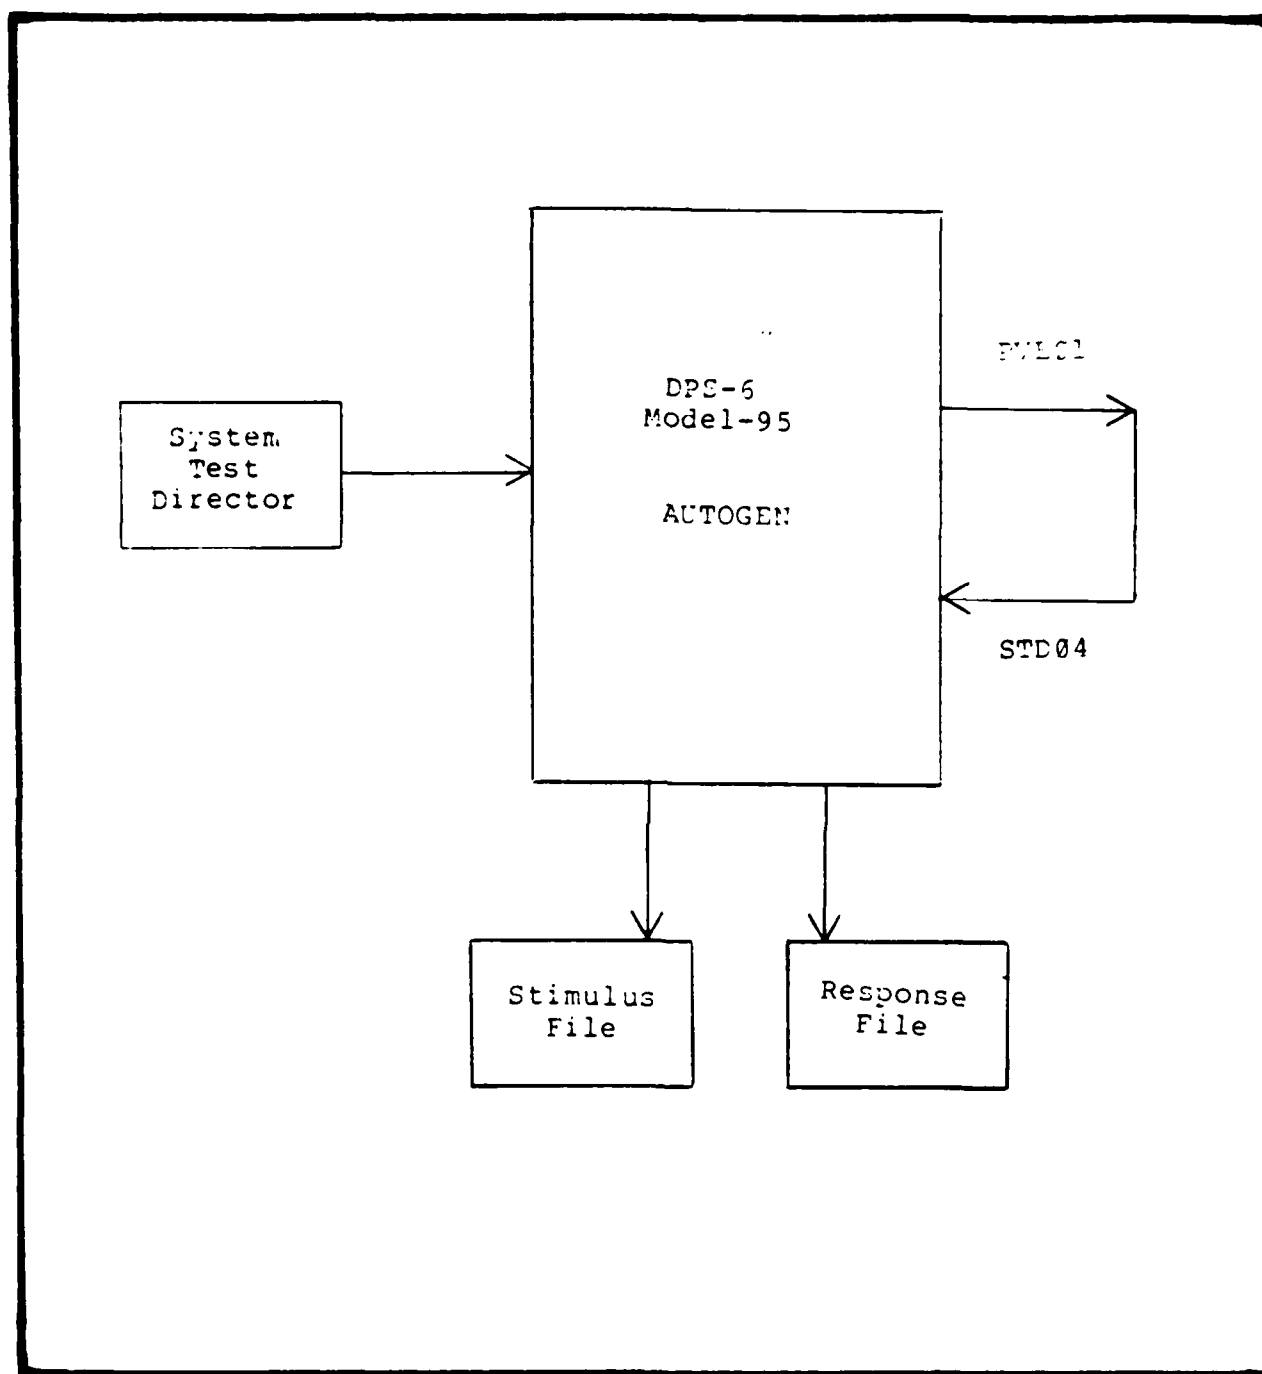 DPS-6
Model-95
AUTOGEN
System
Test
Director
STD04
Stimulus
File
Response
File